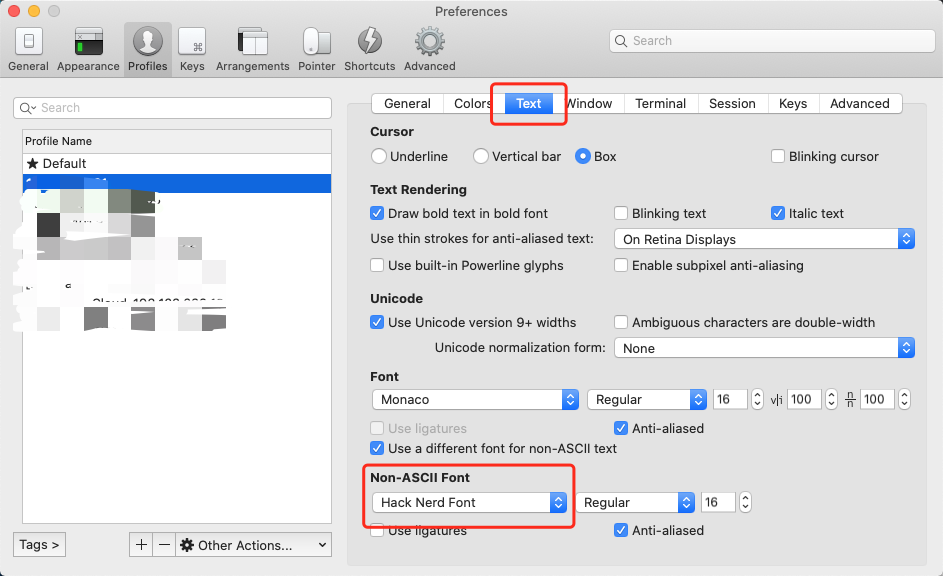 Preferences
General Appearance Profiles Keys Arrangements Pointer Shortcuts Advanced
Search
Search
Profile Name
★ Default
Tags >
+ − Other Actions...
General Colors Text Window Terminal Session Keys Advanced
Cursor
Underline Vertical bar Box Blinking cursor
Text Rendering
Draw bold text in bold font Blinking text Italic text
Use thin strokes for anti-aliased text: On Retina Displays
Use built-in Powerline glyphs Enable subpixel anti-aliasing
Unicode
Use Unicode version 9+ widths Ambiguous characters are double-width
Unicode normalization form: None
Font
Monaco Regular 16 v|i 100 n/n 100
Use ligatures Anti-aliased
Use a different font for non-ASCII text
Non-ASCII Font
Hack Nerd Font Regular 16
Use ligatures Anti-aliased